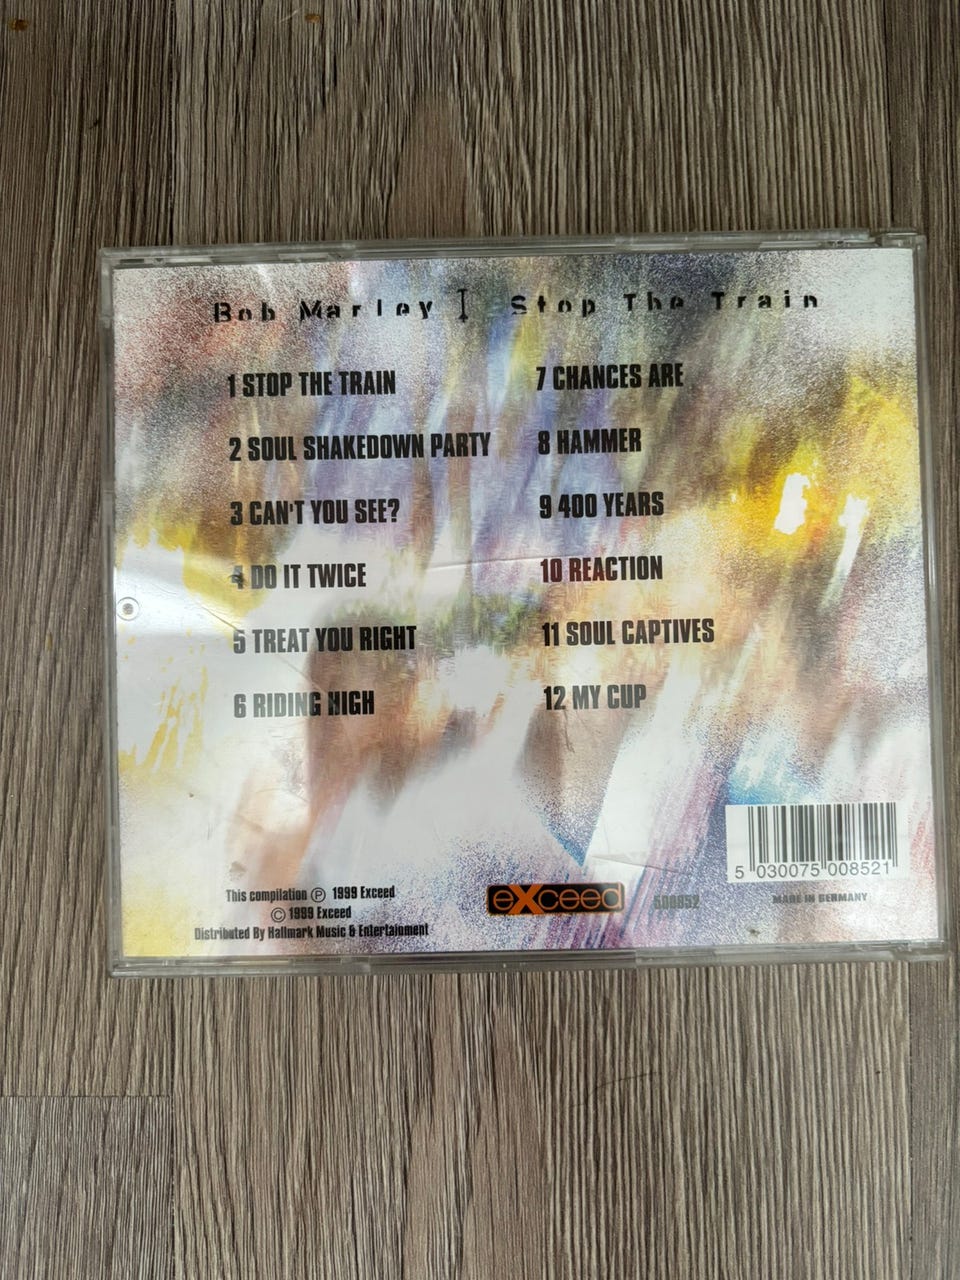 Bob Marley I Stop The Train
1 STOP THE TRAIN
2 SOUL SHAKEDOWN PARTY
3 CAN'T YOU SEE?
4 DO IT TWICE
5 TREAT YOU RIGHT
6 RIDING HIGH
7 CHANCES ARE
8 HAMMER
9 400 YEARS
10 REACTION
11 SOUL CAPTIVES
12 MY CUP
This compilation ℗ 1999 Exceed
© 1999 Exceed
Distributed By Hallmark Music & Entertainment
eXceed
500852
5 030075 008521
MADE IN GERMANY